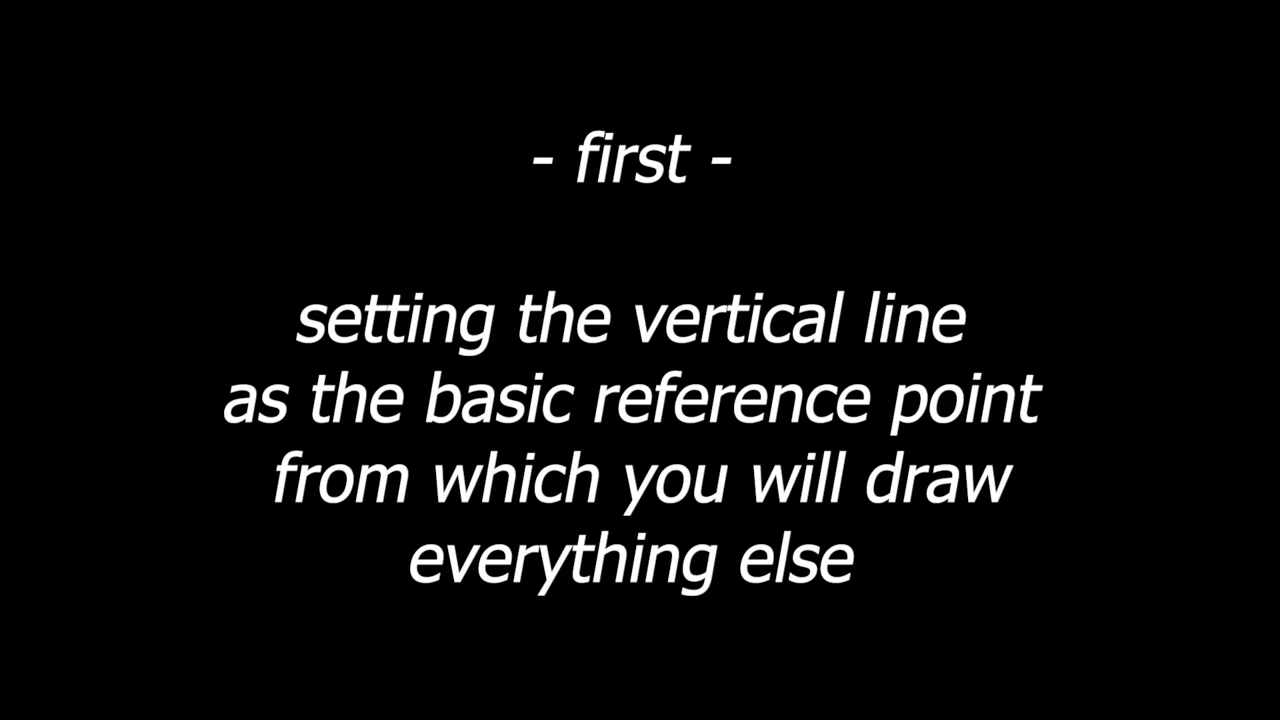 - first -
setting the vertical line
as the basic reference point
from which you will draw
everything else